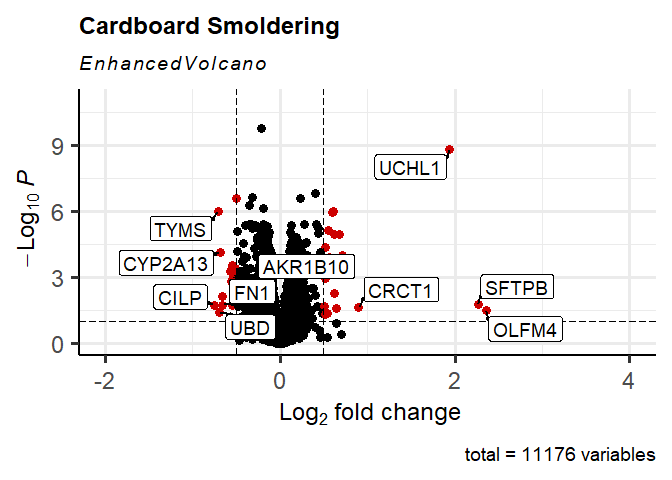 Cardboard Smoldering
EnhancedVolcano
−Log10 P
9
6
3
0
UCHL1
TYMS
CYP2A13
AKR1B10
CILP
FN1
CRCT1
SFTPB
UBD
OLFM4
-2
0
2
4
Log2 fold change
total = 11176 variables